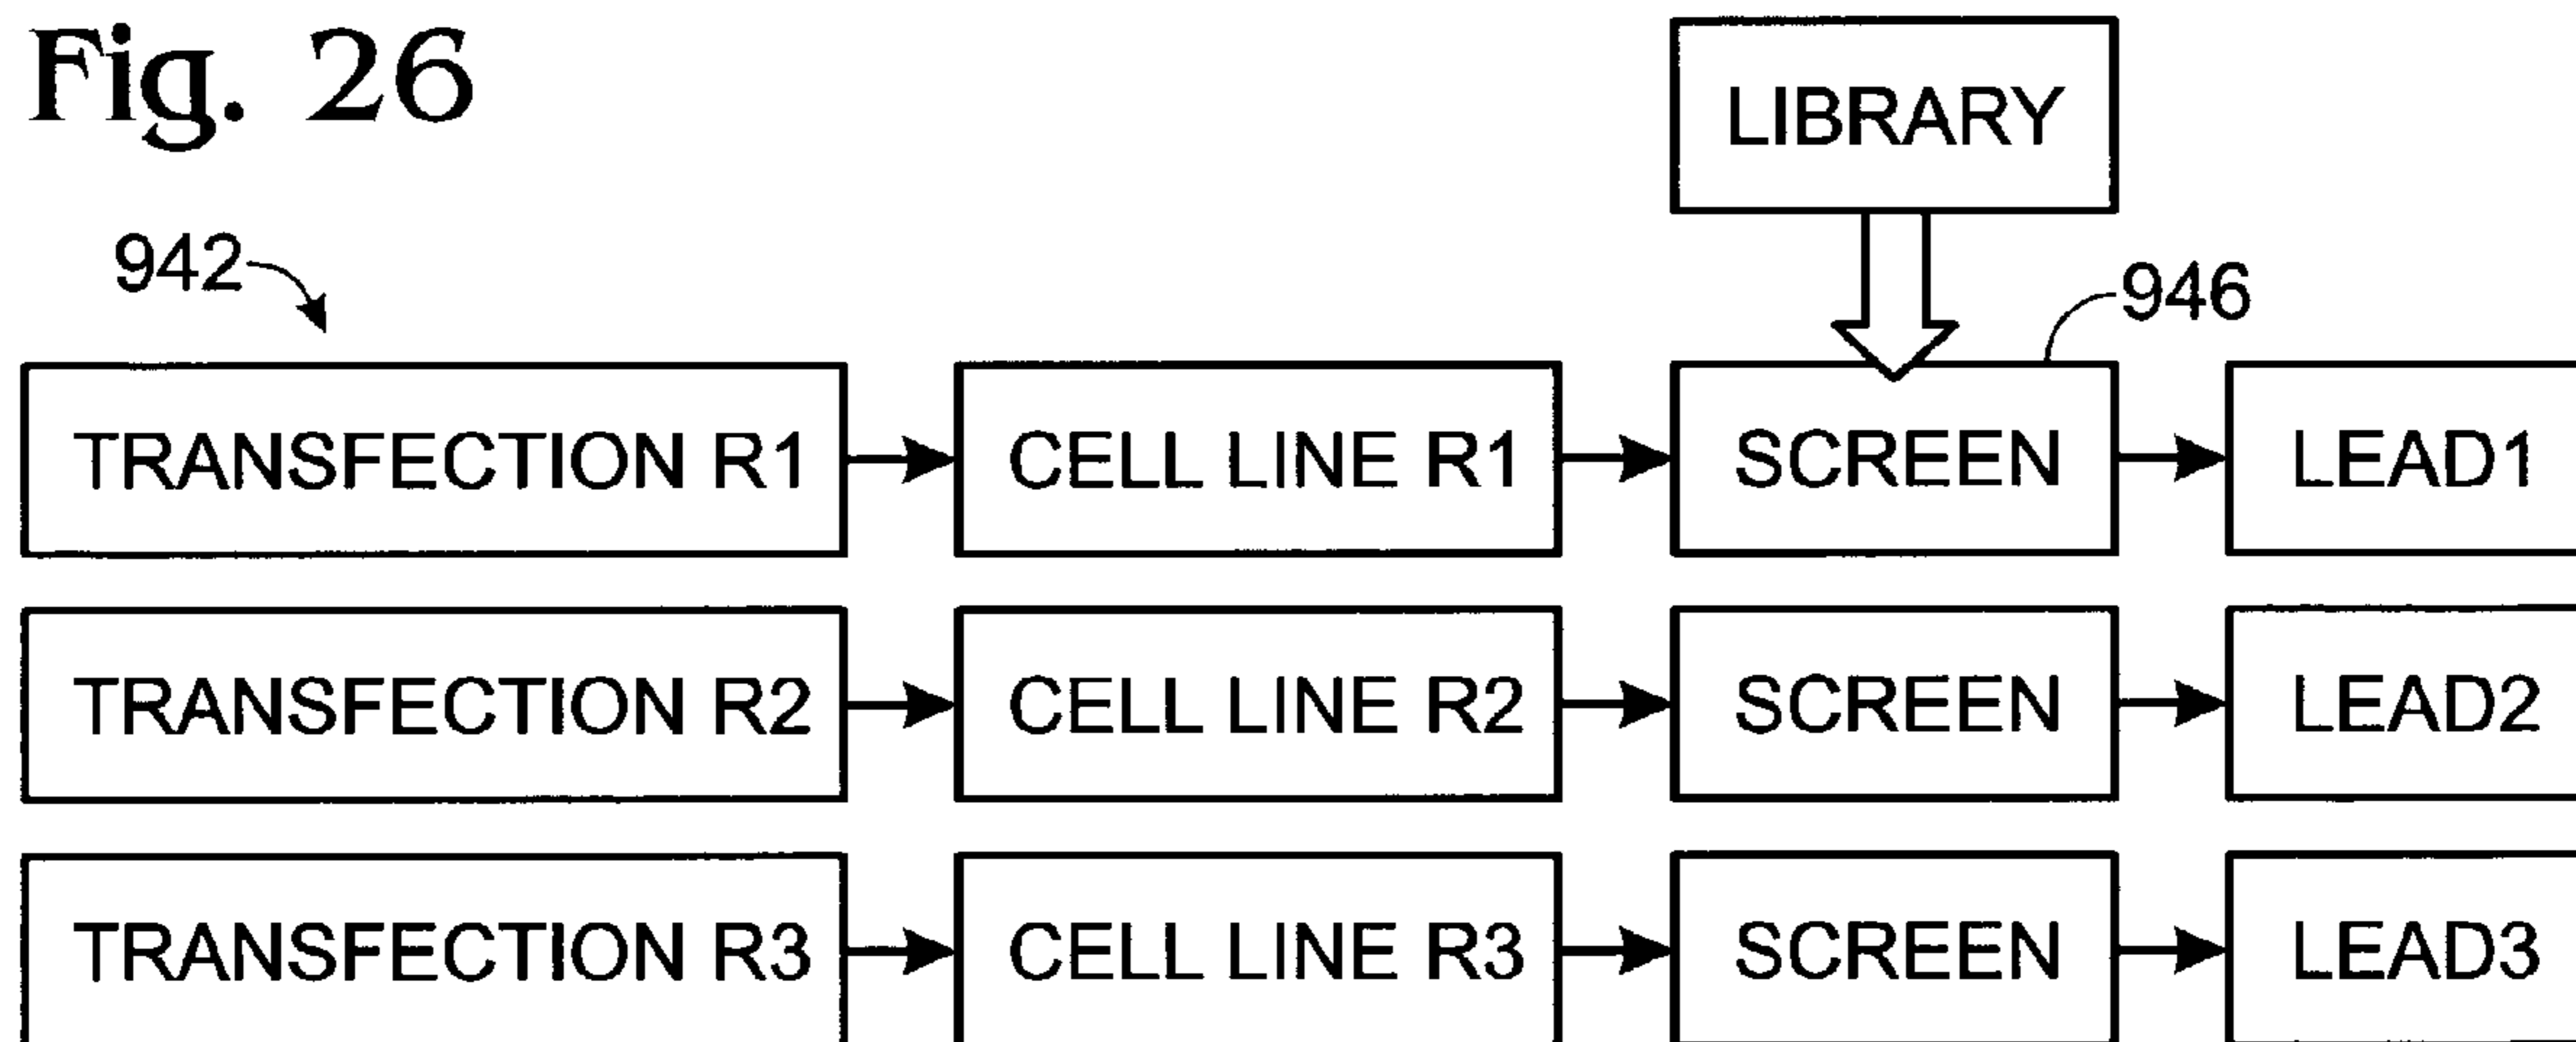 Fig. 26
LIBRARY
942
946
TRANSFECTION R1
CELL LINE R1
SCREEN
LEAD1
TRANSFECTION R2
CELL LINE R2
SCREEN
LEAD2
TRANSFECTION R3
CELL LINE R3
SCREEN
LEAD3